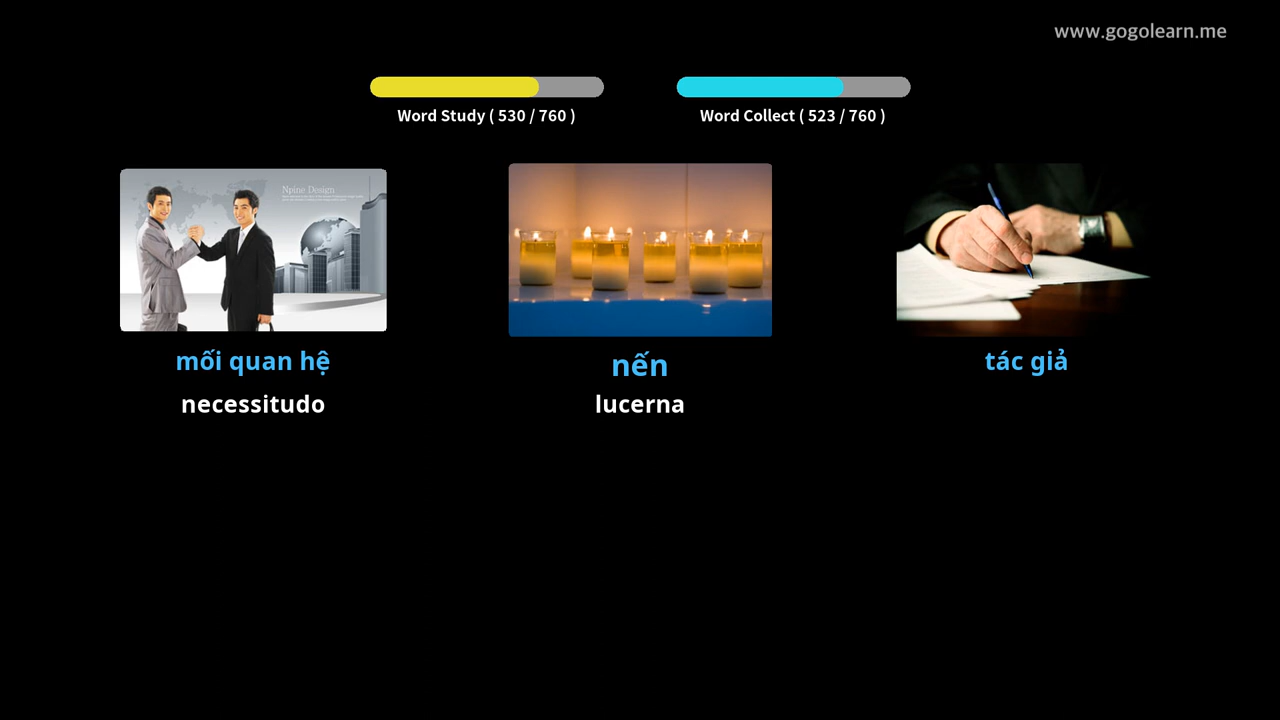 www.gogolearn.me
Word Study ( 530 / 760 )
Word Collect ( 523 / 760 )
Npine Design
mối quan hệ
nến
tác giả
necessitudo
lucerna